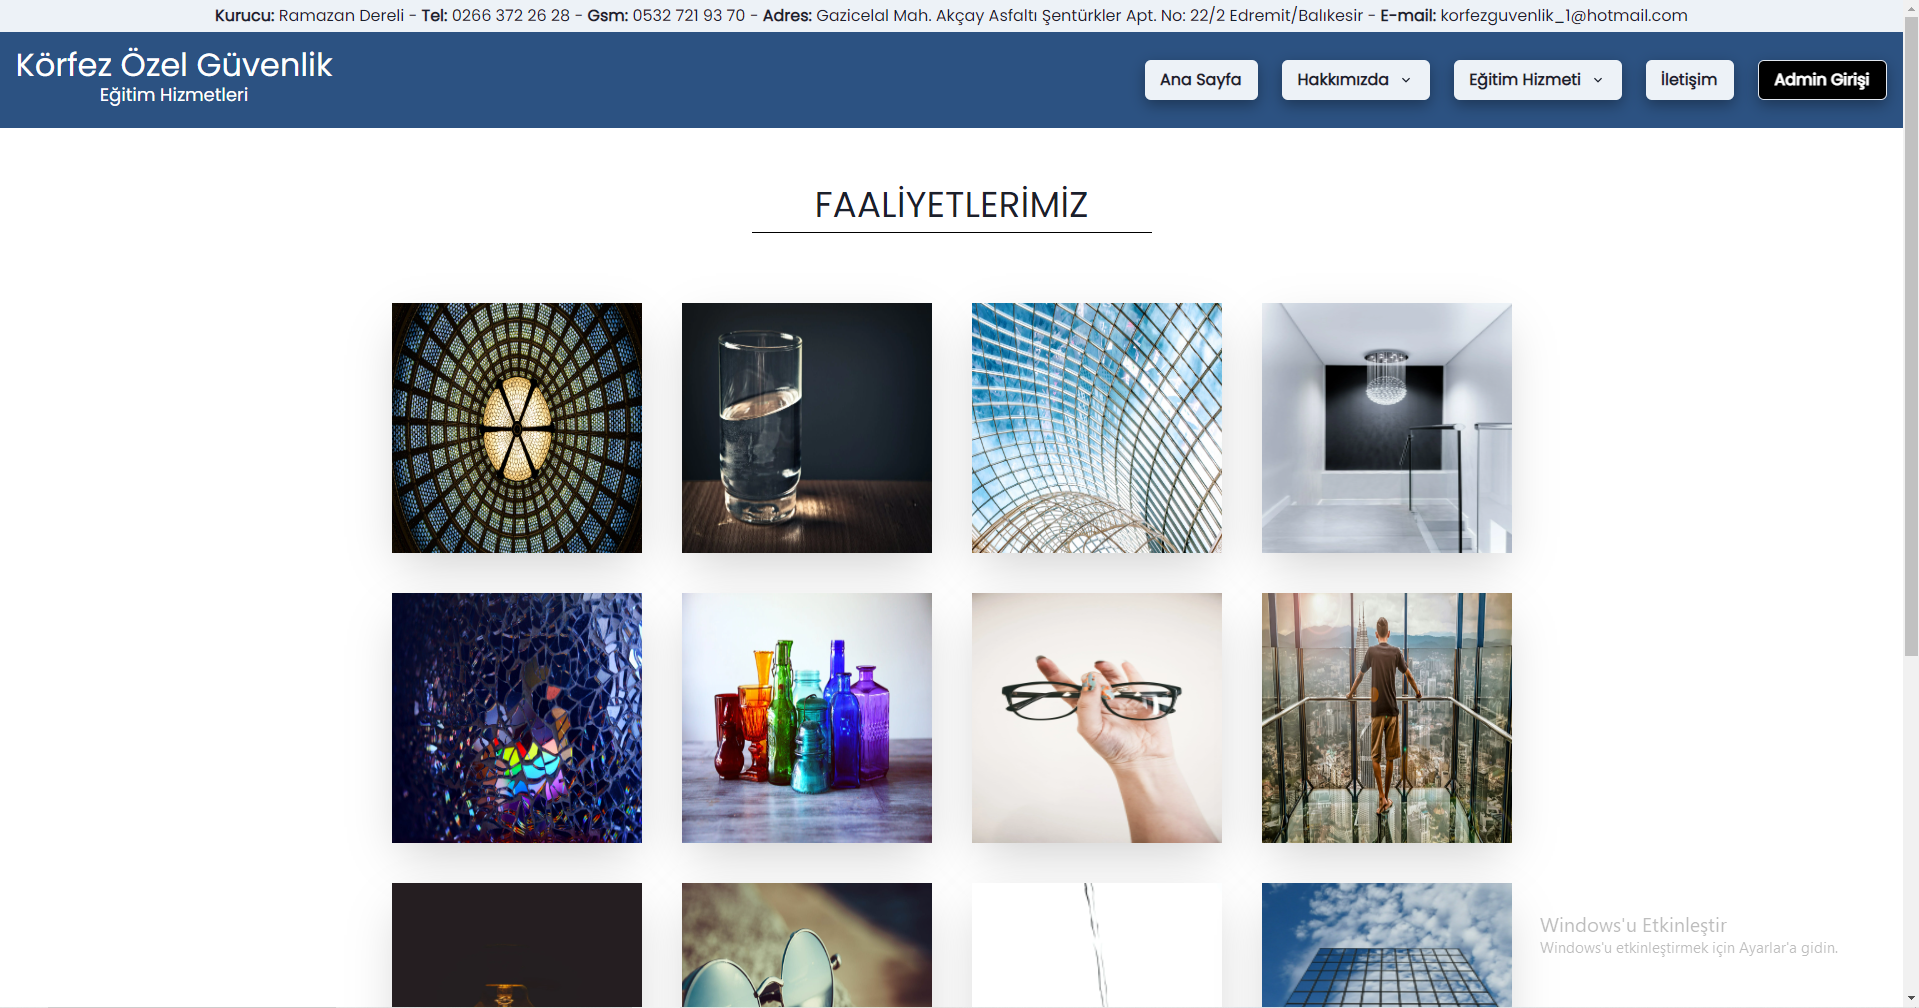 Kurucu: Ramazan Dereli - Tel: 0266 372 26 28 - Gsm: 0532 721 93 70 - Adres: Gazicelal Mah. Akçay Asfaltı Şentürkler Apt. No: 22/2 Edremit/Balıkesir - E-mail: korfezguvenlik_1@hotmail.com
Körfez Özel Güvenlik
Eğitim Hizmetleri
Ana Sayfa
Hakkımızda
Eğitim Hizmeti
İletişim
Admin Girişi
FAALİYETLERİMİZ
Windows'u Etkinleştir
Windows'u etkinleştirmek için Ayarlar'a gidin.